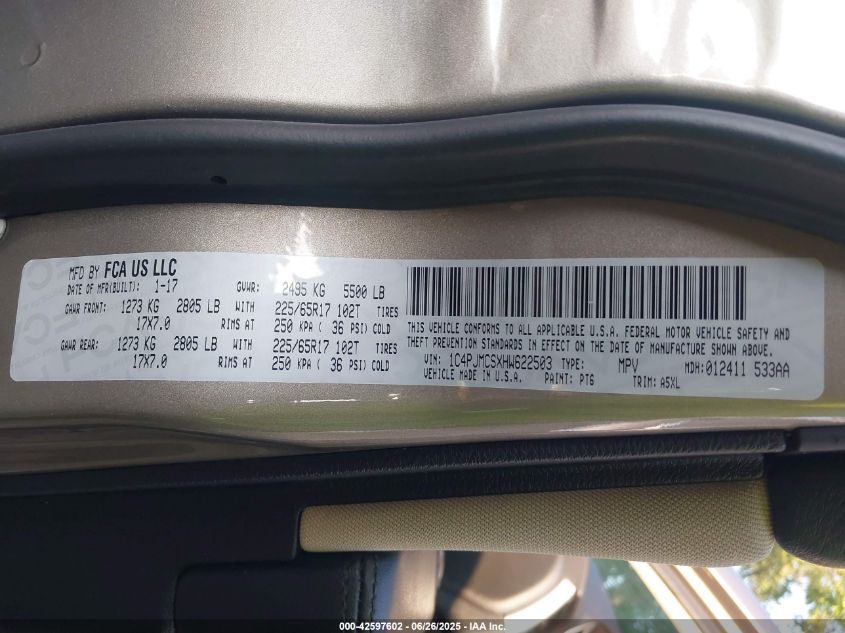 MFD BY FCA US LLC
DATE OF MFR(BUILT): 1-17 GVWR: 2495 KG 5500 LB
GAWR FRONT: 1273 KG 2805 LB WITH 225/65R17 102T TIRES
17X7.0 RIMS AT 250 KPA ( 36 PSI) COLD
GAWR REAR: 1273 KG 2805 LB WITH 225/65R17 102T TIRES
17X7.0 RIMS AT 250 KPA ( 36 PSI) COLD
THIS VEHICLE CONFORMS TO ALL APPLICABLE U.S.A. FEDERAL MOTOR VEHICLE SAFETY AND
THEFT PREVENTION STANDARDS IN EFFECT ON THE DATE OF MANUFACTURE SHOWN ABOVE.
VIN: 1C4PJMCSXHW622503 TYPE: MPV MDH:012411 533AA
VEHICLE MADE IN U.S.A. PAINT: PT6 TRIM: A5XL
000-42597602 - 06/26/2025 - IAA Inc.